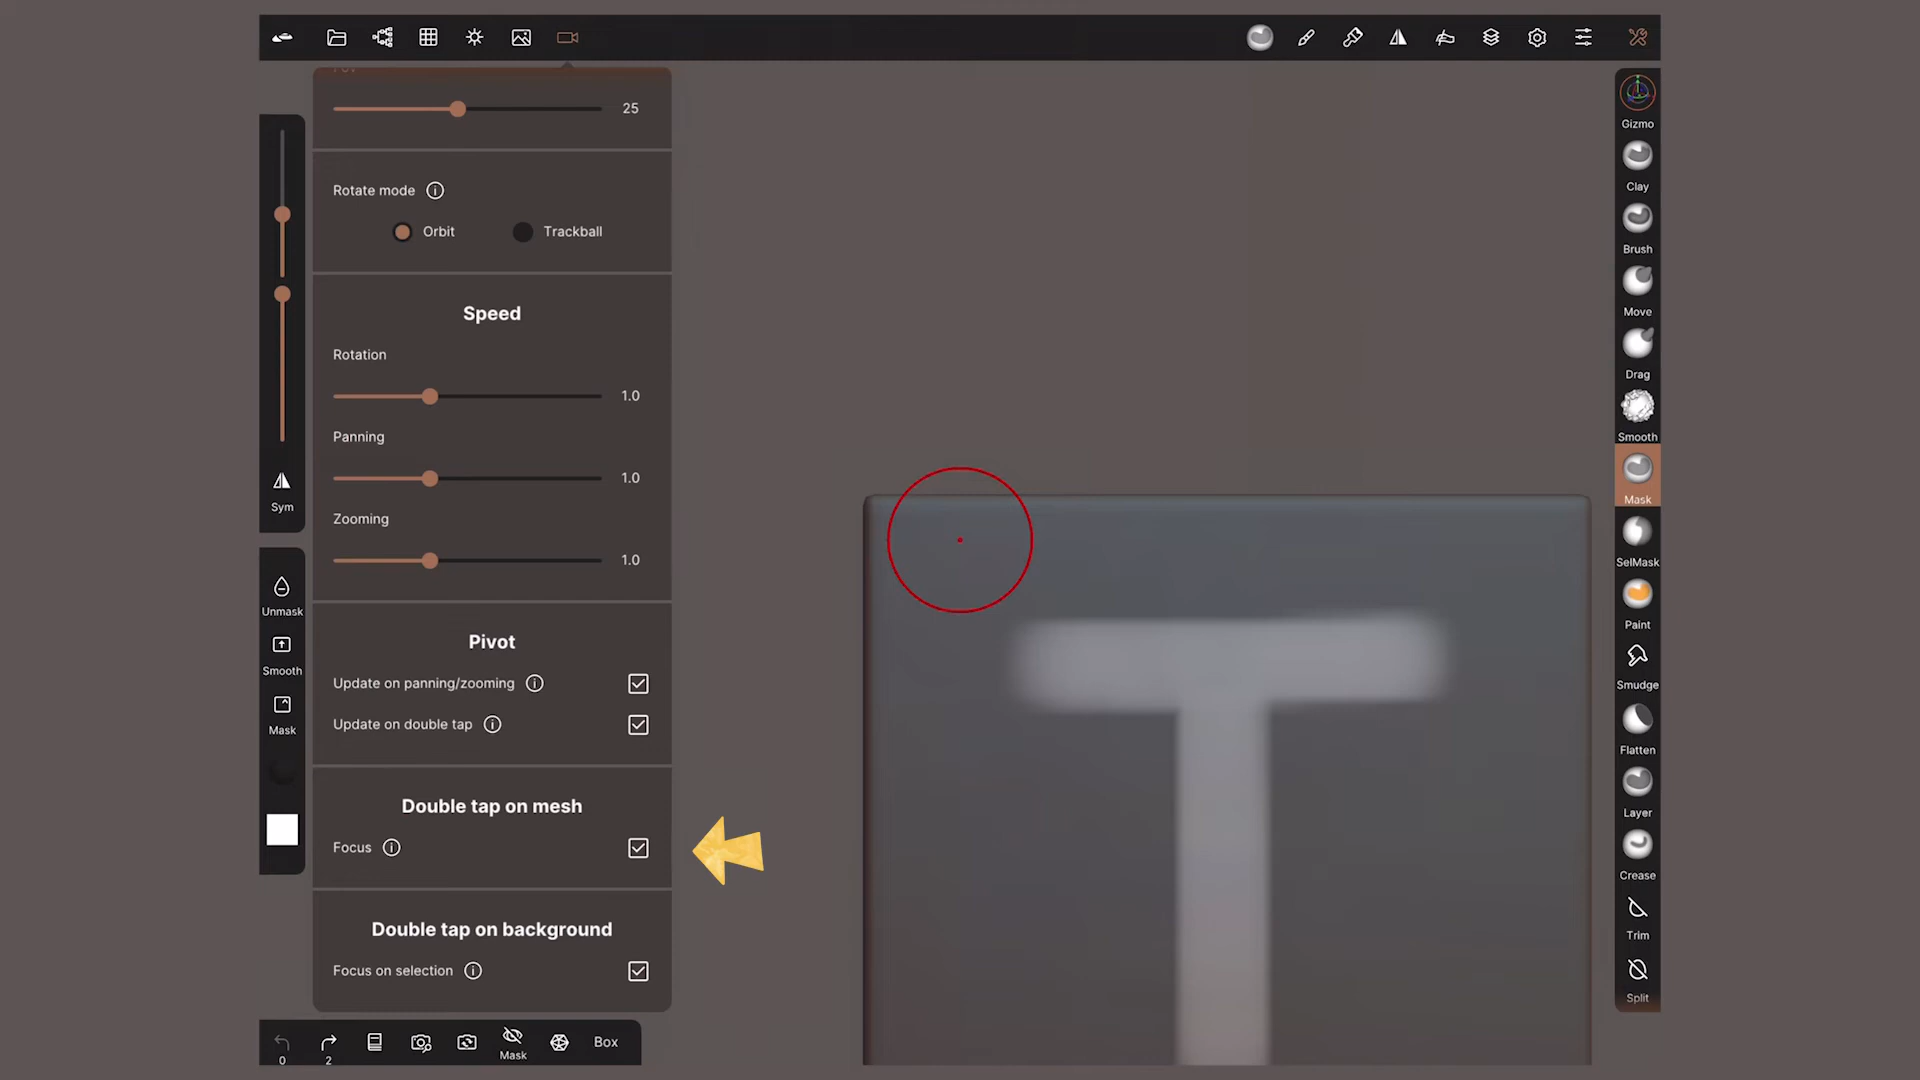 25
Rotate mode
Orbit Trackball
Speed
Rotation
1.0
Panning
1.0
Zooming
1.0
Pivot
Update on panning/zooming
Update on double tap
Double tap on mesh
Focus
Double tap on background
Focus on selection
Sym
Unmask
Smooth
Mask
0
2
Mask
Box
T
Gizmo
Clay
Brush
Move
Drag
Smooth
Mask
SelMask
Paint
Smudge
Flatten
Layer
Crease
Trim
Split